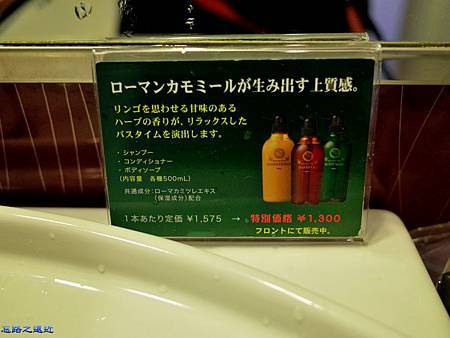 ローマンカモミールが生み出す上質感。
リンゴを思わせる甘味のある
ハーブの香りが、リラックスした
バスタイムを演出します。
・シャンプー
・コンディショナー
・ボディソープ
(内容量 各種500mL)
共通成分:ローマカミツレエキス
(保湿成分)配合
1本あたり定価 ¥1,575 → 特別価格 ¥1,300
フロントにて販売中。
忘路之遠近